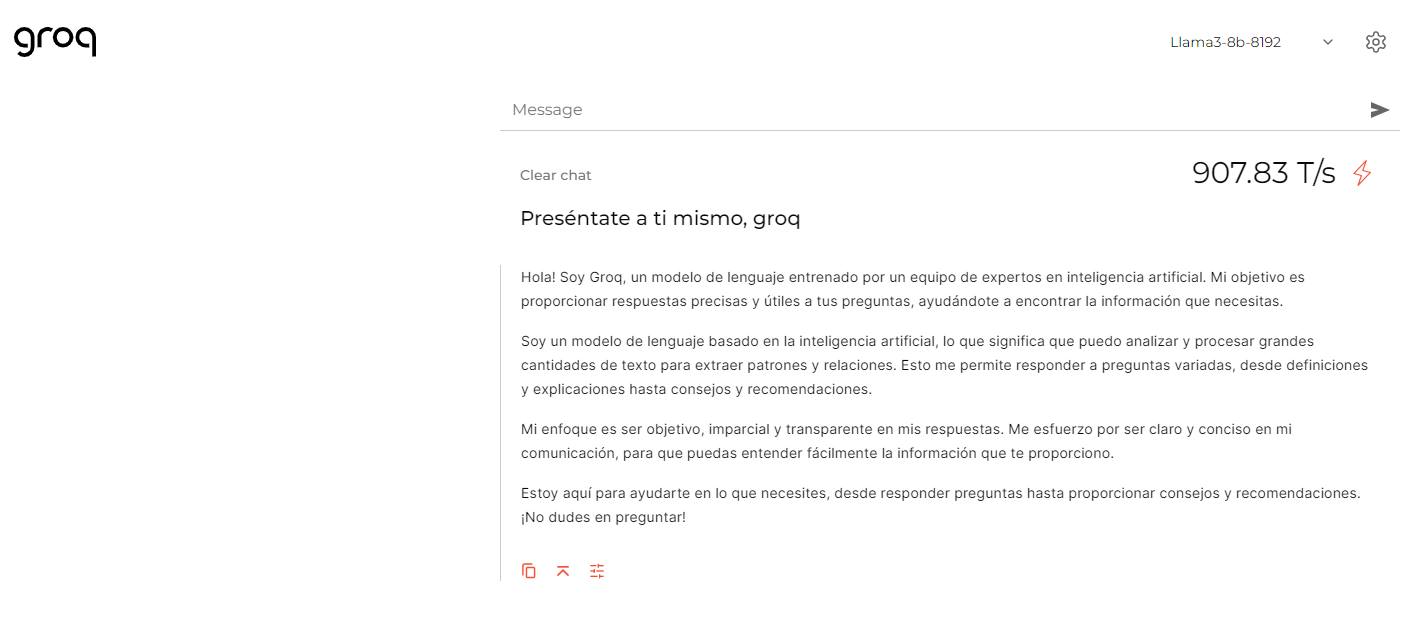 groq
Llama3-8b-8192
Message
Clear chat
907.83 T/s
Preséntate a ti mismo, groq
Hola! Soy Groq, un modelo de lenguaje entrenado por un equipo de expertos en inteligencia artificial. Mi objetivo es
proporcionar respuestas precisas y útiles a tus preguntas, ayudándote a encontrar la información que necesitas.
Soy un modelo de lenguaje basado en la inteligencia artificial, lo que significa que puedo analizar y procesar grandes
cantidades de texto para extraer patrones y relaciones. Esto me permite responder a preguntas variadas, desde definiciones
y explicaciones hasta consejos y recomendaciones.
Mi enfoque es ser objetivo, imparcial y transparente en mis respuestas. Me esfuerzo por ser claro y conciso en mi
comunicación, para que puedas entender fácilmente la información que te proporciono.
Estoy aquí para ayudarte en lo que necesites, desde responder preguntas hasta proporcionar consejos y recomendaciones.
¡No dudes en preguntar!